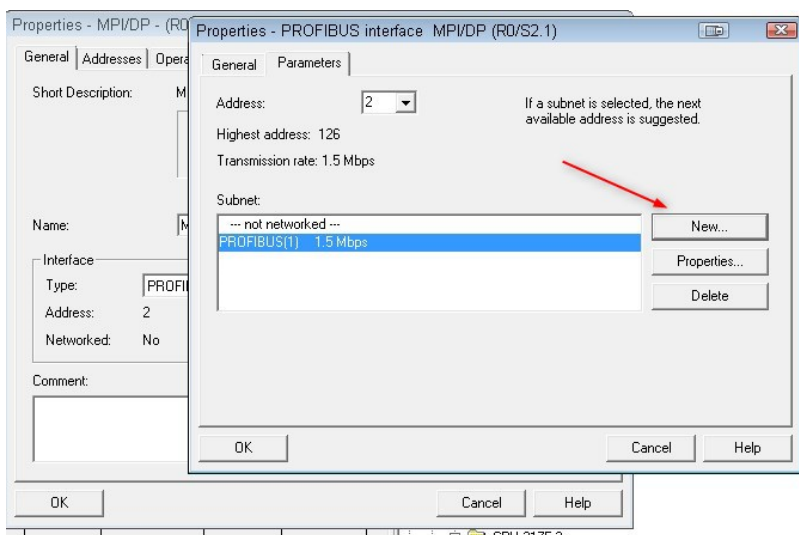 Properties - MPI/DP - (R0
General Addresses Opera
Short Description: M
Name: M
Interface
Type: PROFI
Address: 2
Networked: No
Comment:
OK Cancel Help
Properties - PROFIBUS interface MPI/DP (R0/S2.1)
General Parameters
Address: 2
If a subnet is selected, the next
available address is suggested.
Highest address: 126
Transmission rate: 1.5 Mbps
Subnet:
--- not networked ---
PROFIBUS(1) 1.5 Mbps
New...
Properties...
Delete
OK Cancel Help